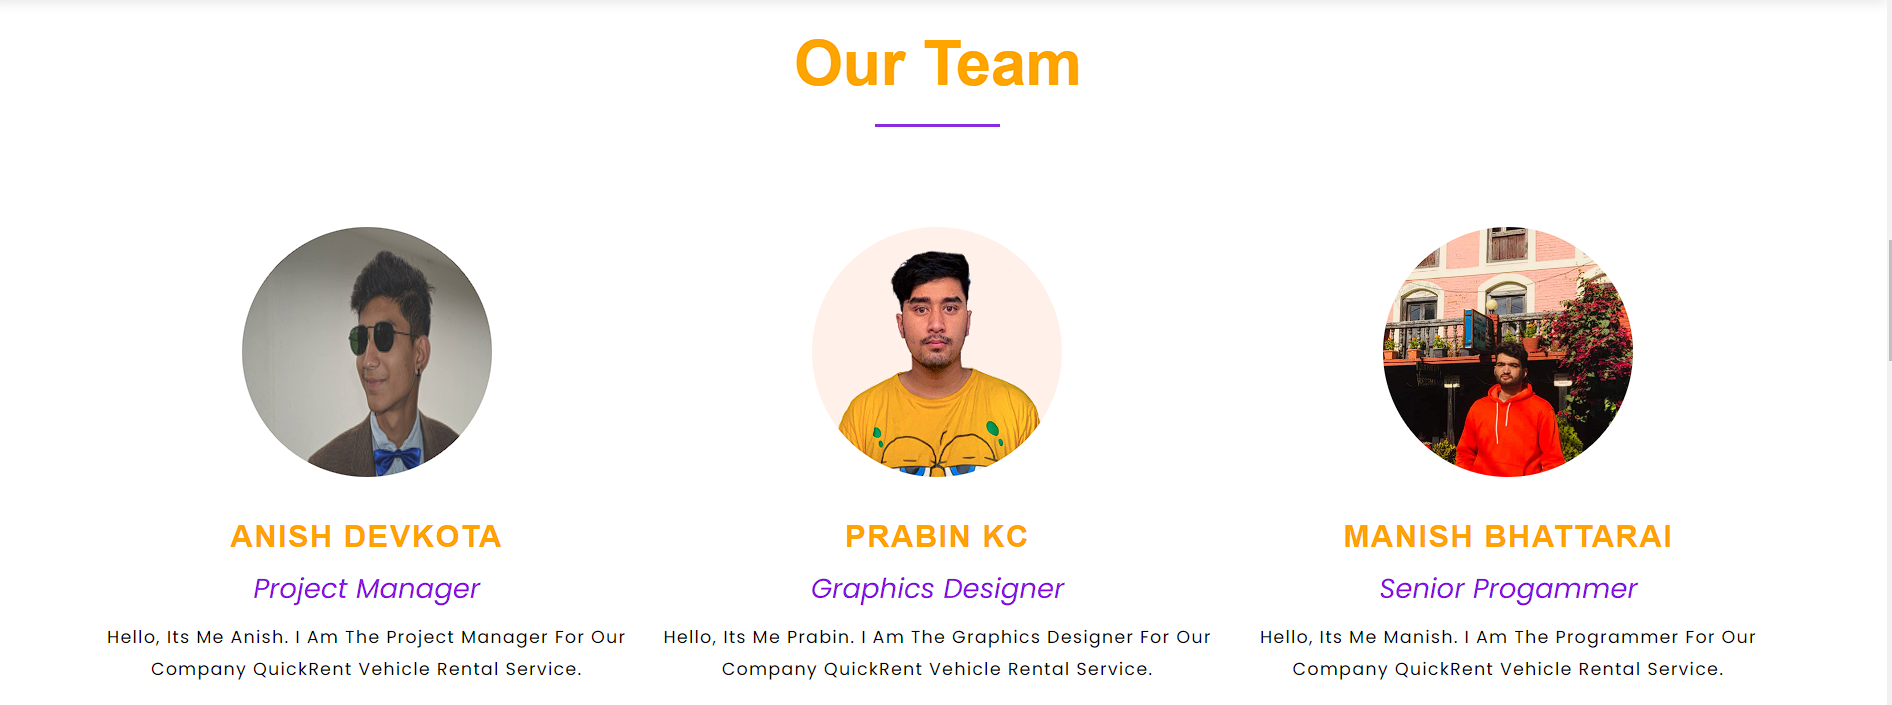 Our Team
ANISH DEVKOTA
Project Manager
Hello, Its Me Anish. I Am The Project Manager For Our
Company QuickRent Vehicle Rental Service.
PRABIN KC
Graphics Designer
Hello, Its Me Prabin. I Am The Graphics Designer For Our
Company QuickRent Vehicle Rental Service.
MANISH BHATTARAI
Senior Progammer
Hello, Its Me Manish. I Am The Programmer For Our
Company QuickRent Vehicle Rental Service.